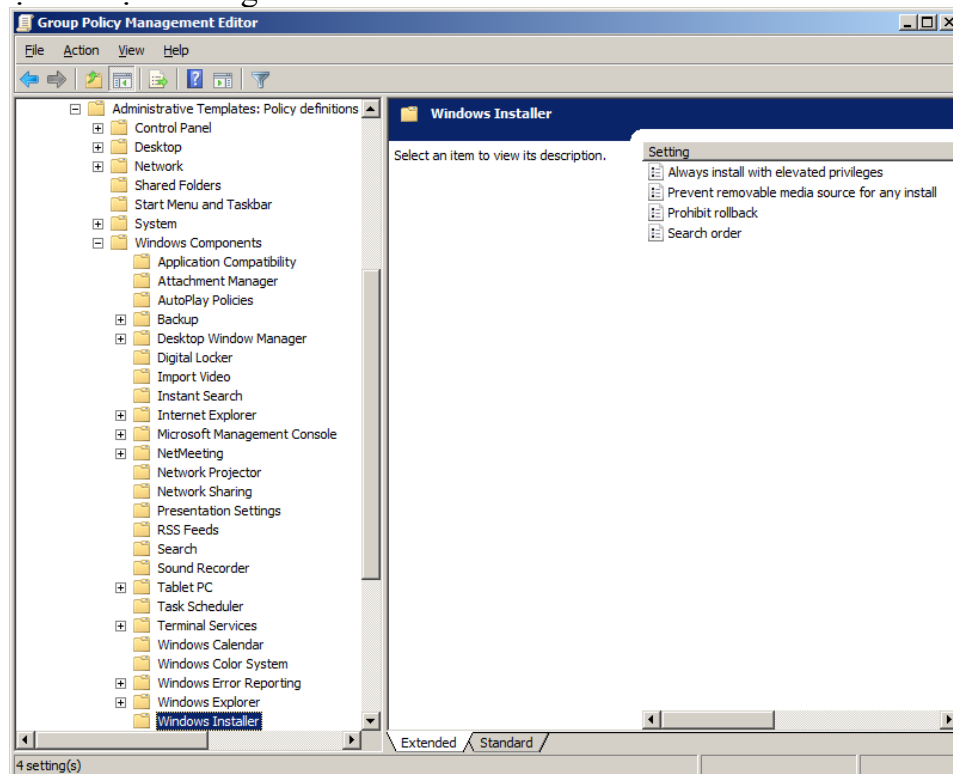 Group Policy Management Editor
File Action View Help
Administrative Templates: Policy definitions
Control Panel
Desktop
Network
Shared Folders
Start Menu and Taskbar
System
Windows Components
Application Compatibility
Attachment Manager
AutoPlay Policies
Backup
Desktop Window Manager
Digital Locker
Import Video
Instant Search
Internet Explorer
Microsoft Management Console
NetMeeting
Network Projector
Network Sharing
Presentation Settings
RSS Feeds
Search
Sound Recorder
Tablet PC
Task Scheduler
Terminal Services
Windows Calendar
Windows Color System
Windows Error Reporting
Windows Explorer
Windows Installer
Windows Installer
Select an item to view its description.
Setting
Always install with elevated privileges
Prevent removable media source for any install
Prohibit rollback
Search order
Extended Standard
4 setting(s)